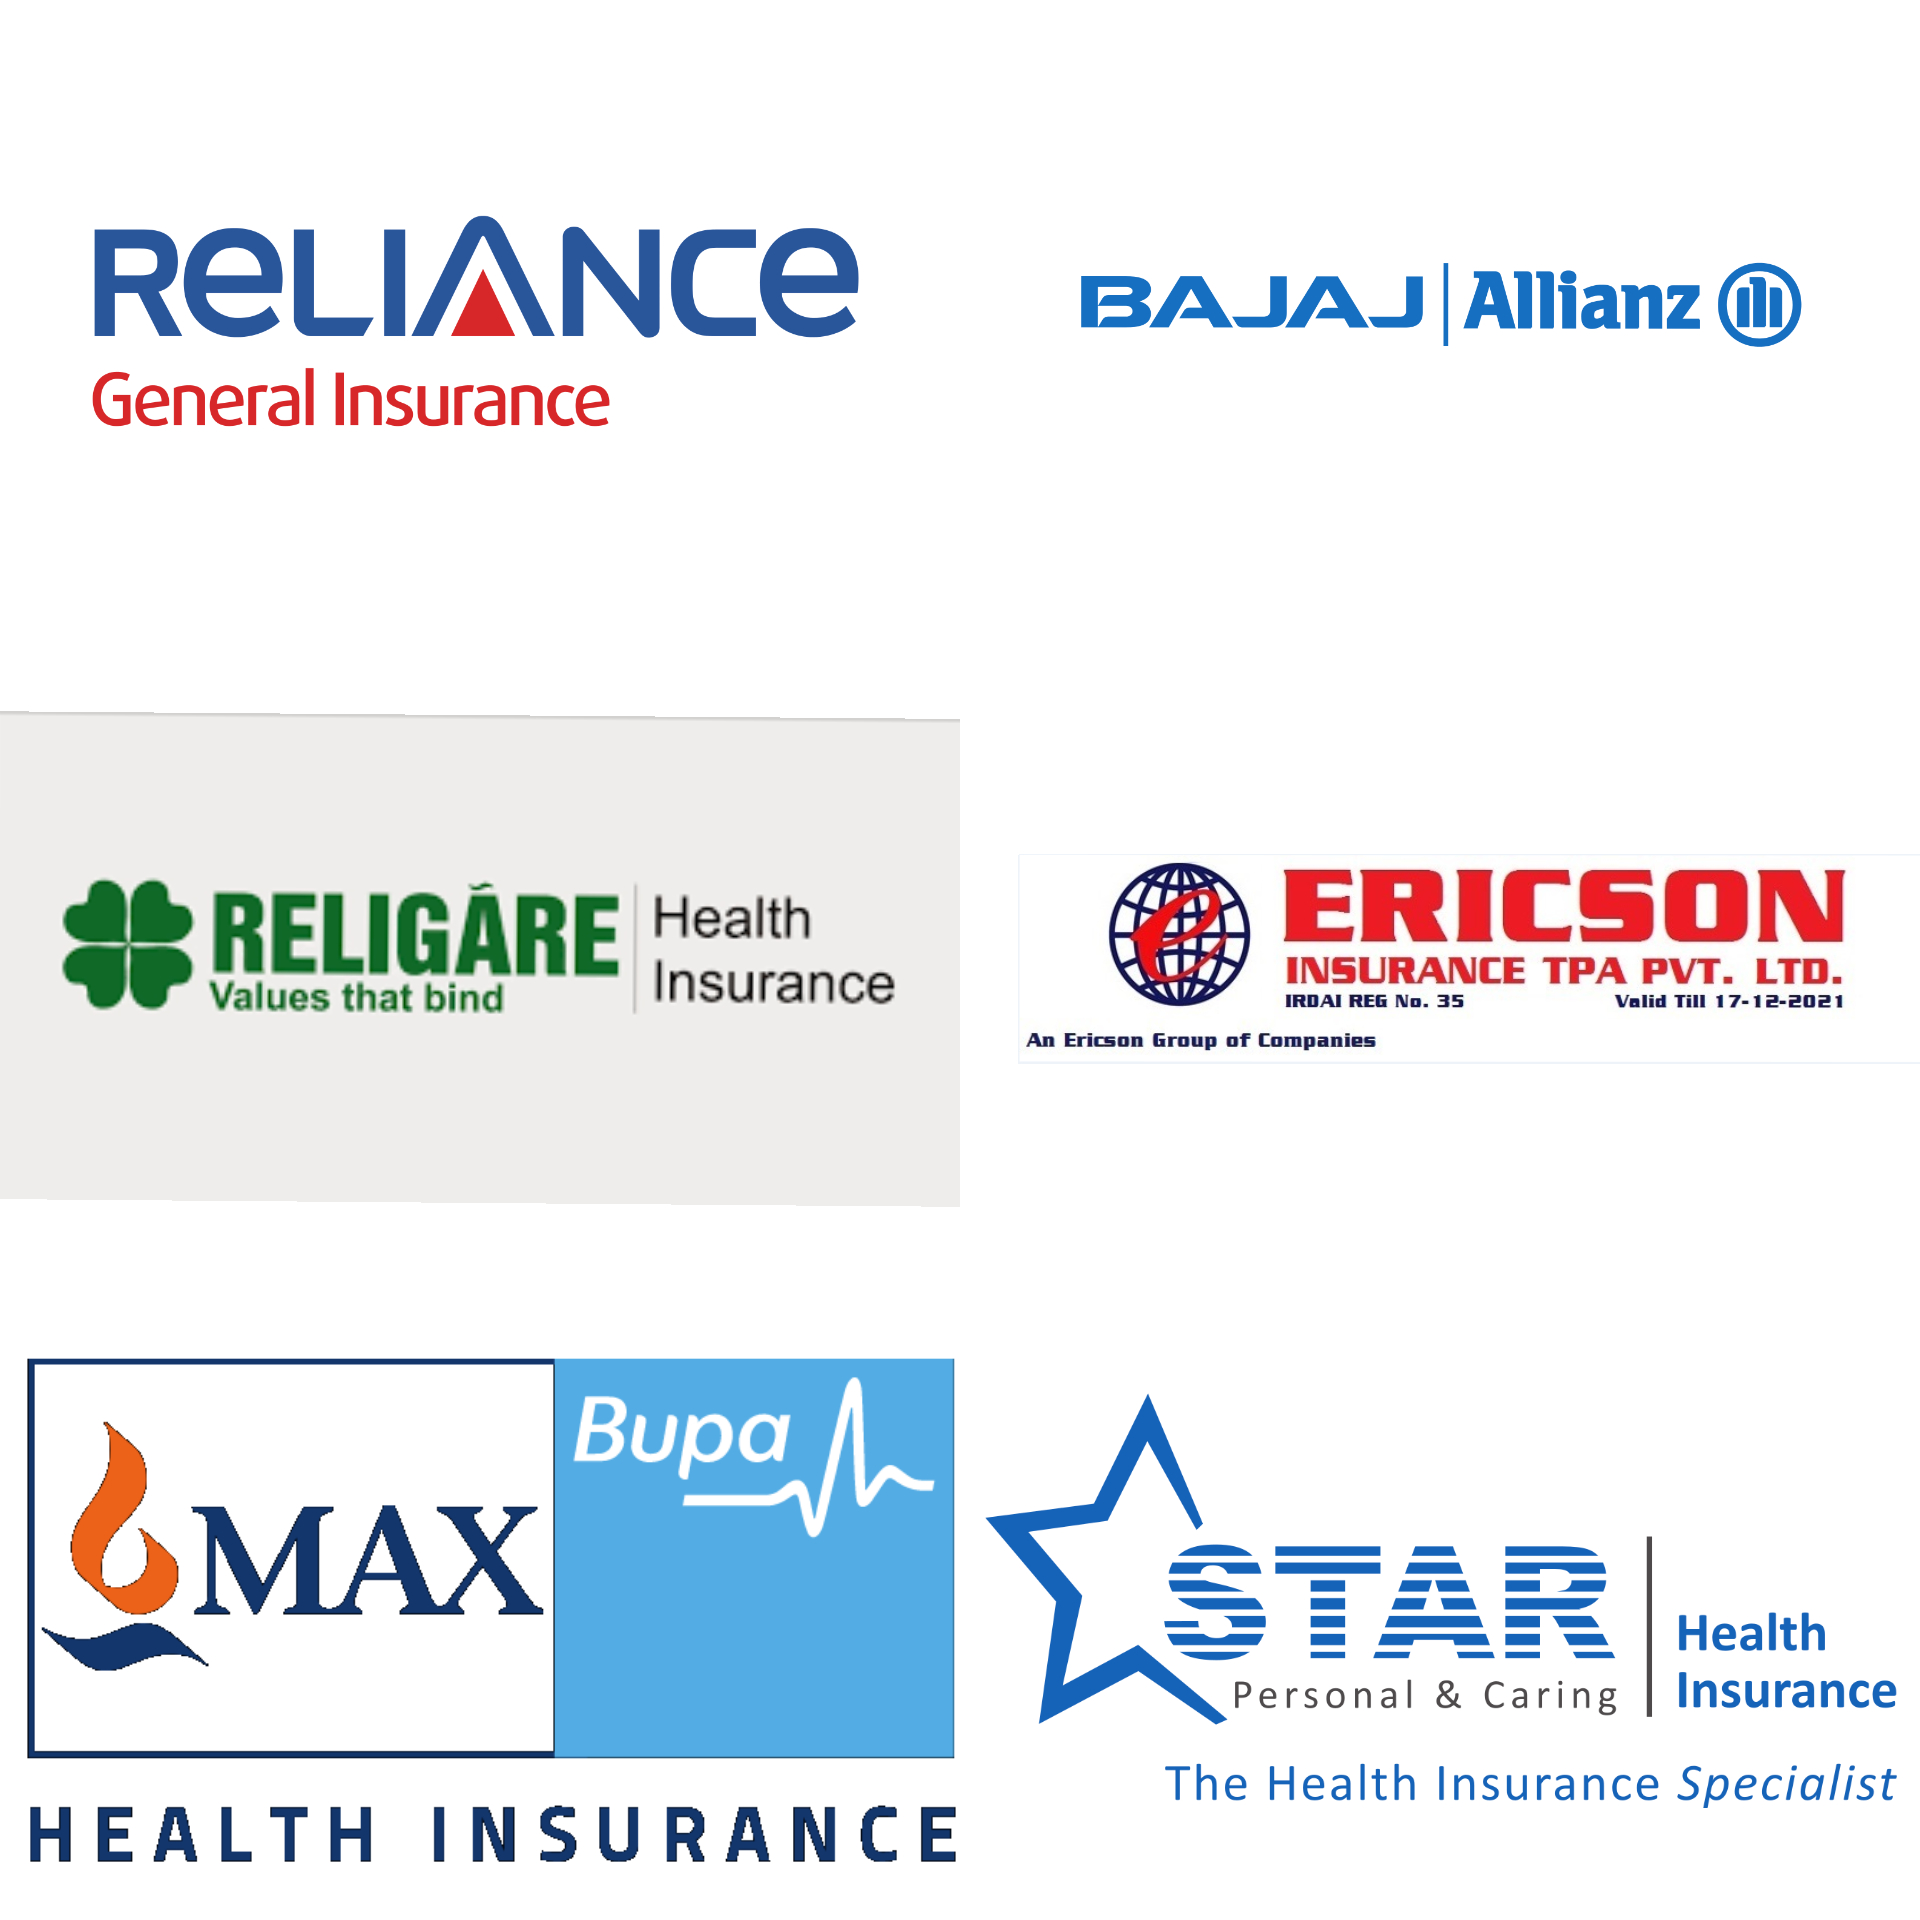 RELIANCE
General Insurance
BAJAJ | Allianz
RELIGĂRE
Values that bind
Health
Insurance
ERICSON
INSURANCE TPA PVT. LTD.
IRDAI REG No. 35 Valid Till 17-12-2021
An Ericson Group of Companies
MAX
Bupa
HEALTH INSURANCE
STAR
Personal & Caring
Health
Insurance
The Health Insurance Specialist